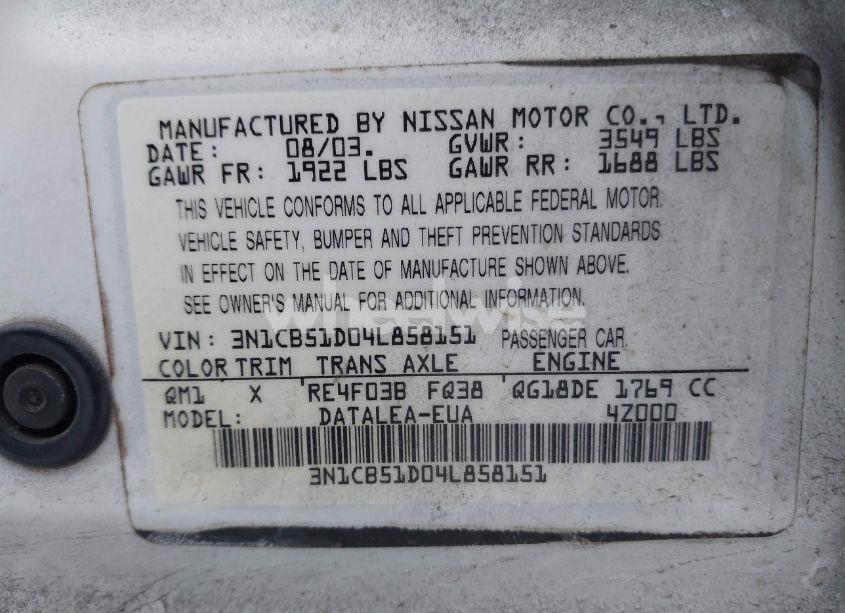 MANUFACTURED BY NISSAN MOTOR CO., LTD.
DATE: 08/03. GVWR: 3549 LBS
GAWR FR: 1922 LBS GAWR RR: 1688 LBS
THIS VEHICLE CONFORMS TO ALL APPLICABLE FEDERAL MOTOR.
VEHICLE SAFETY, BUMPER AND THEFT PREVENTION STANDARDS
IN EFFECT ON THE DATE OF MANUFACTURE SHOWN ABOVE.
SEE OWNER'S MANUAL FOR ADDITIONAL INFORMATION.
wheelwise
VIN: 3N1CB51D04L858151 PASSENGER CAR.
COLOR TRIM TRANS AXLE ENGINE
QM1 X RE4F03B FQ38 QG18DE 1769 CC
MODEL: DATALEA-EUA 4Z000
3N1CB51D04L858151